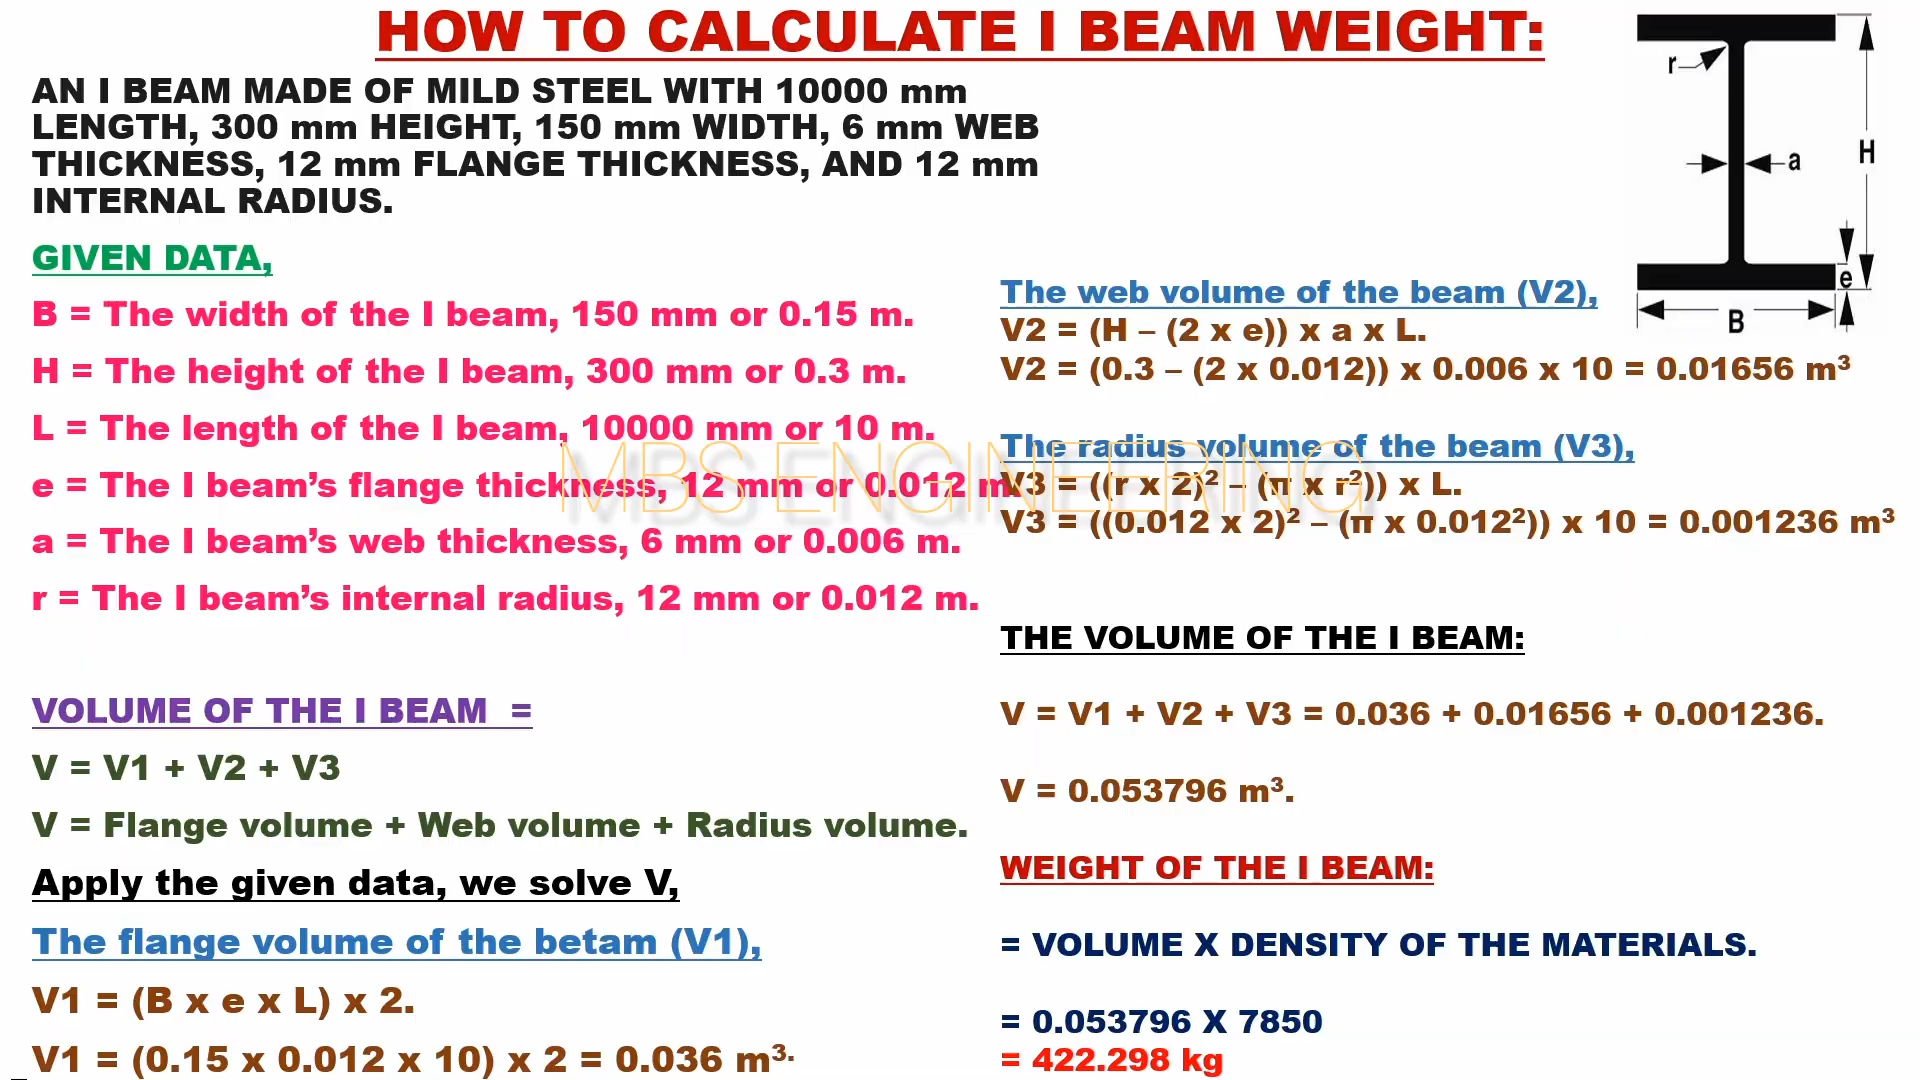 HOW TO CALCULATE I BEAM WEIGHT:
AN I BEAM MADE OF MILD STEEL WITH 10000 mm
LENGTH, 300 mm HEIGHT, 150 mm WIDTH, 6 mm WEB
THICKNESS, 12 mm FLANGE THICKNESS, AND 12 mm
INTERNAL RADIUS.
GIVEN DATA,
B = The width of the I beam, 150 mm or 0.15 m.
H = The height of the I beam, 300 mm or 0.3 m.
L = The length of the I beam, 10000 mm or 10 m.
e = The I beam’s flange thickness, 12 mm or 0.012 m
a = The I beam’s web thickness, 6 mm or 0.006 m.
r = The I beam’s internal radius, 12 mm or 0.012 m.
VOLUME OF THE I BEAM =
V = V1 + V2 + V3
V = Flange volume + Web volume + Radius volume.
Apply the given data, we solve V,
The flange volume of the betam (V1),
V1 = (B x e x L) x 2.
V1 = (0.15 x 0.012 x 10) x 2 = 0.036 m³.
r
a
H
e
B
The web volume of the beam (V2),
V2 = (H – (2 x e)) x a x L.
V2 = (0.3 – (2 x 0.012)) x 0.006 x 10 = 0.01656 m³
The radius volume of the beam (V3),
V3 = ((r x 2)² – (π x r²)) x L.
V3 = ((0.012 x 2)² – (π x 0.012²)) x 10 = 0.001236 m³
THE VOLUME OF THE I BEAM:
V = V1 + V2 + V3 = 0.036 + 0.01656 + 0.001236.
V = 0.053796 m³.
WEIGHT OF THE I BEAM:
= VOLUME X DENSITY OF THE MATERIALS.
= 0.053796 X 7850
= 422.298 kg
MBS ENGINEERING